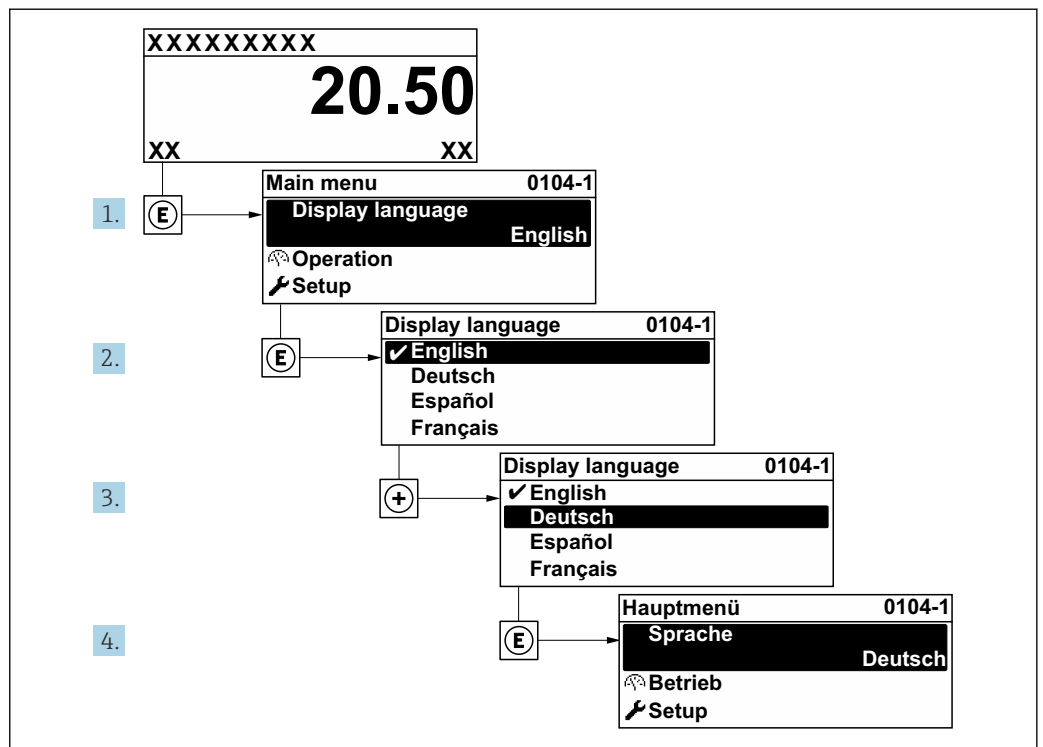 XXXXXXXXX
20.50
XX XX
1. E
Main menu 0104-1
Display language
English
Operation
Setup
2. E
Display language 0104-1
✔English
Deutsch
Español
Français
3. +
Display language 0104-1
✔English
Deutsch
Español
Français
4. E
Hauptmenü 0104-1
Sprache
Deutsch
Betrieb
Setup